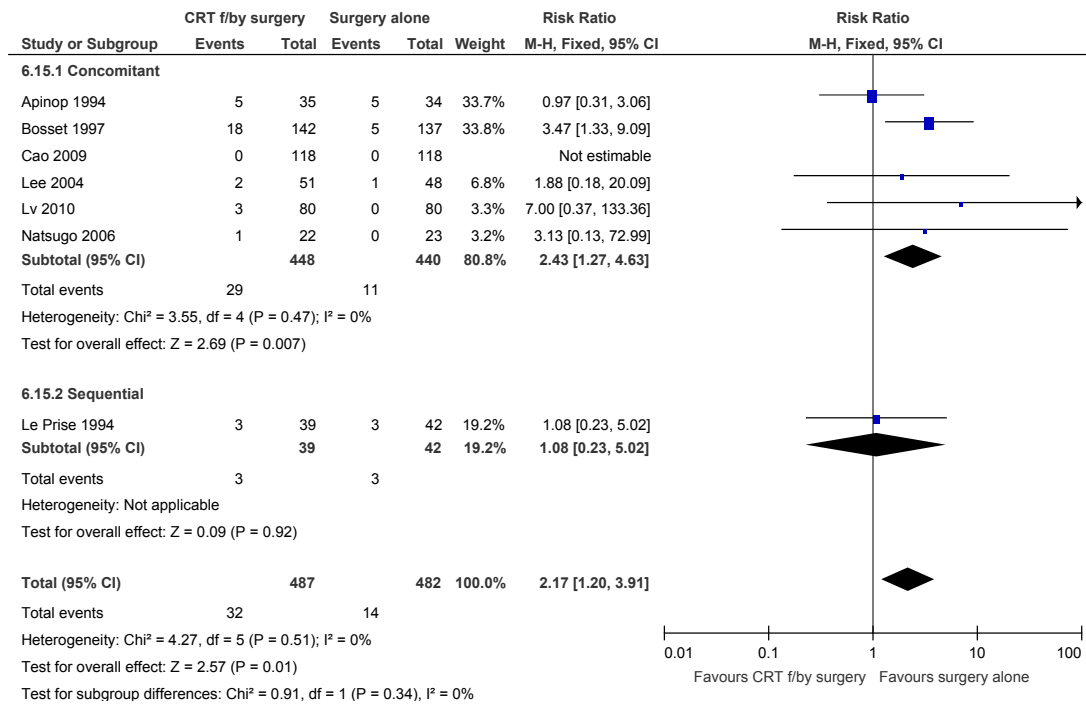 CRT f/by surgery Surgery alone Risk Ratio Risk Ratio
Study or Subgroup Events Total Events Total Weight M-H, Fixed, 95% CI M-H, Fixed, 95% CI
6.15.1 Concomitant
Apinop 1994 5 35 5 34 33.7% 0.97 [0.31, 3.06]
Bosset 1997 18 142 5 137 33.8% 3.47 [1.33, 9.09]
Cao 2009 0 118 0 118 Not estimable
Lee 2004 2 51 1 48 6.8% 1.88 [0.18, 20.09]
Lv 2010 3 80 0 80 3.3% 7.00 [0.37, 133.36]
Natsugo 2006 1 22 0 23 3.2% 3.13 [0.13, 72.99]
Subtotal (95% CI) 448 440 80.8% 2.43 [1.27, 4.63]
Total events 29 11
Heterogeneity: Chi² = 3.55, df = 4 (P = 0.47); I² = 0%
Test for overall effect: Z = 2.69 (P = 0.007)
6.15.2 Sequential
Le Prise 1994 3 39 3 42 19.2% 1.08 [0.23, 5.02]
Subtotal (95% CI) 39 42 19.2% 1.08 [0.23, 5.02]
Total events 3 3
Heterogeneity: Not applicable
Test for overall effect: Z = 0.09 (P = 0.92)
Total (95% CI) 487 482 100.0% 2.17 [1.20, 3.91]
Total events 32 14
Heterogeneity: Chi² = 4.27, df = 5 (P = 0.51); I² = 0%
Test for overall effect: Z = 2.57 (P = 0.01)
Test for subgroup differences: Chi² = 0.91, df = 1 (P = 0.34), I² = 0%
0.01 0.1 1 10 100
Favours CRT f/by surgery Favours surgery alone